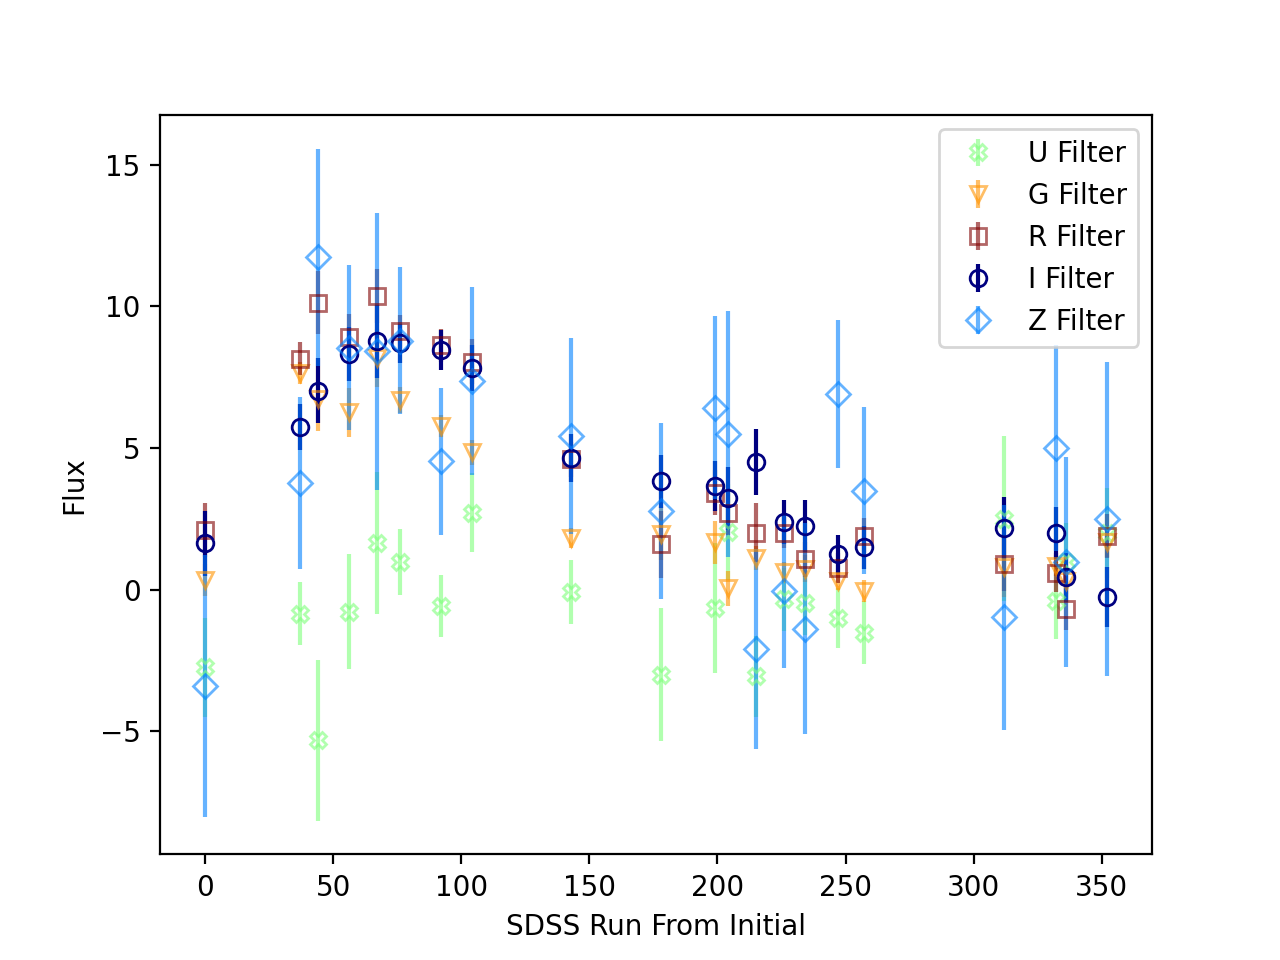 15
10
5
0
−5
Flux
U Filter
G Filter
R Filter
I Filter
Z Filter
0 50 100 150 200 250 300 350
SDSS Run From Initial